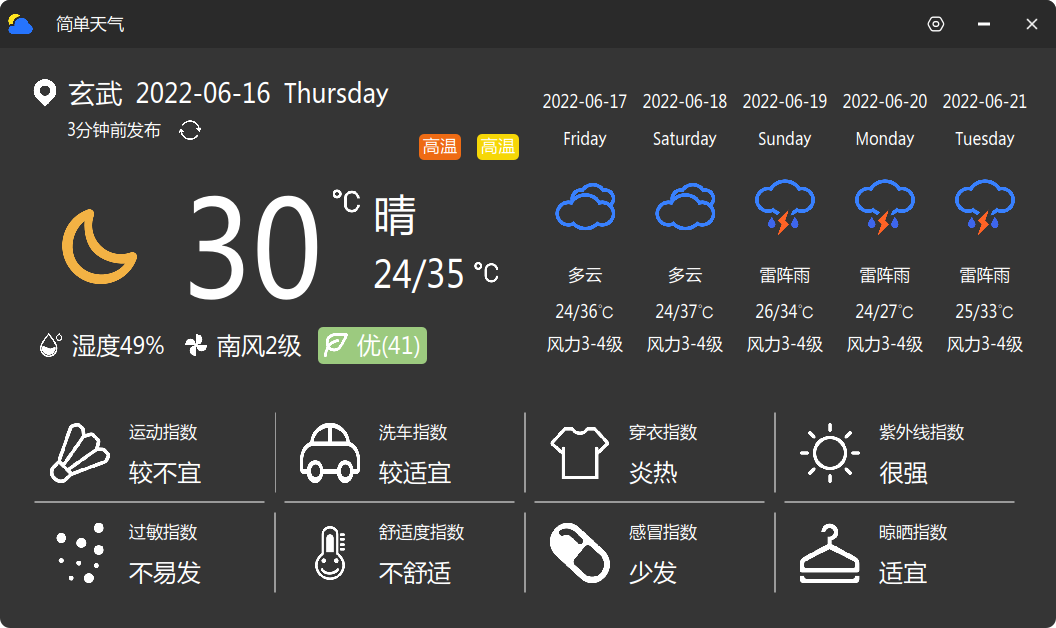 简单天气
玄武 2022-06-16 Thursday
3分钟前发布
高温 高温
30 °C 晴
24/35 °C
湿度49% 南风2级 优(41)
2022-06-17 2022-06-18 2022-06-19 2022-06-20 2022-06-21
Friday Saturday Sunday Monday Tuesday
多云 多云 雷阵雨 雷阵雨 雷阵雨
24/36°C 24/37°C 26/34°C 24/27°C 25/33°C
风力3-4级 风力3-4级 风力3-4级 风力3-4级 风力3-4级
运动指数 洗车指数 穿衣指数 紫外线指数
较不宜 较适宜 炎热 很强
过敏指数 舒适度指数 感冒指数 晾晒指数
不易发 不舒适 少发 适宜